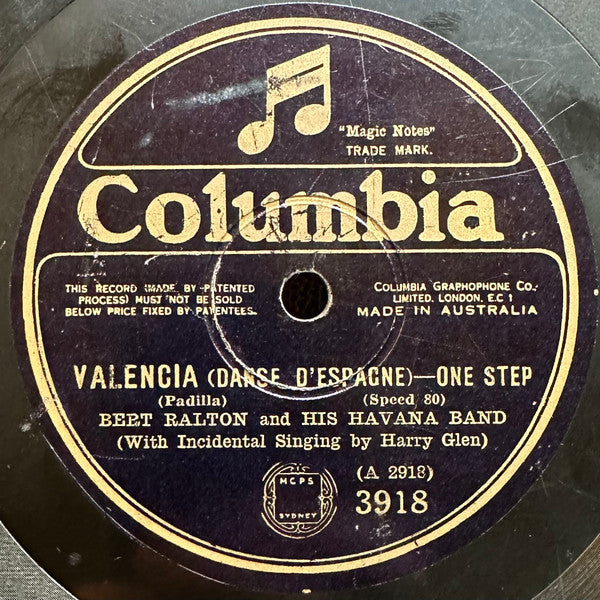 "Magic Notes"
TRADE MARK.
Columbia
THIS RECORD (MADE BY PATENTED
PROCESS) MUST NOT BE SOLD
BELOW PRICE FIXED BY PATENTEES.
COLUMBIA GRAPHOPHONE CO.
LIMITED. LONDON. E.C 1
MADE IN AUSTRALIA
VALENCIA (DANSE D'ESPAGNE)—ONE STEP
(Padilla) (Speed 80)
BERT RALTON and HIS HAVANA BAND
(With Incidental Singing by Harry Glen)
(A 2918)
3918
MCPS
SYDNEY